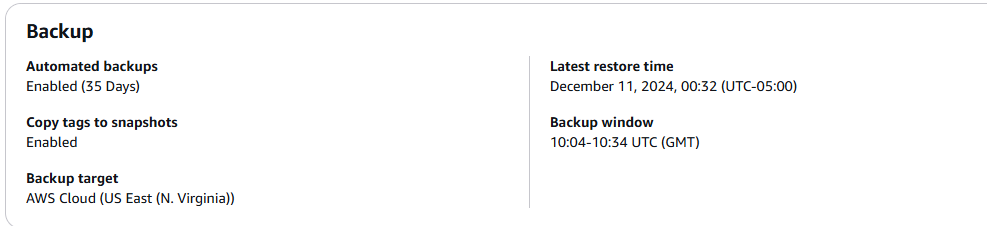 Backup
Automated backups
Enabled (35 Days)
Copy tags to snapshots
Enabled
Backup target
AWS Cloud (US East (N. Virginia))
Latest restore time
December 11, 2024, 00:32 (UTC-05:00)
Backup window
10:04-10:34 UTC (GMT)